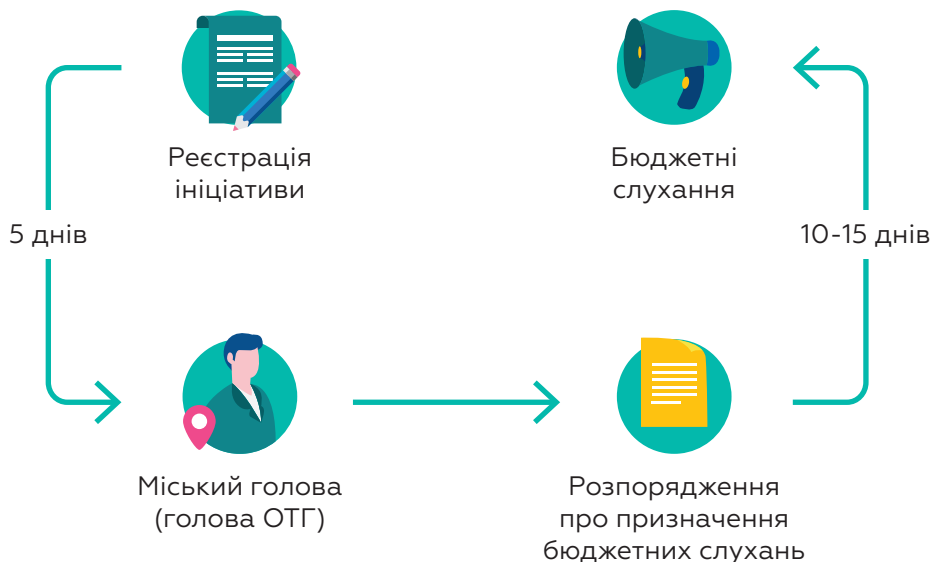 Реєстрація
ініціативи
Бюджетні
слухання
5 днів
10-15 днів
Міський голова
(голова ОТГ)
Розпорядження
про призначення
бюджетних слухань